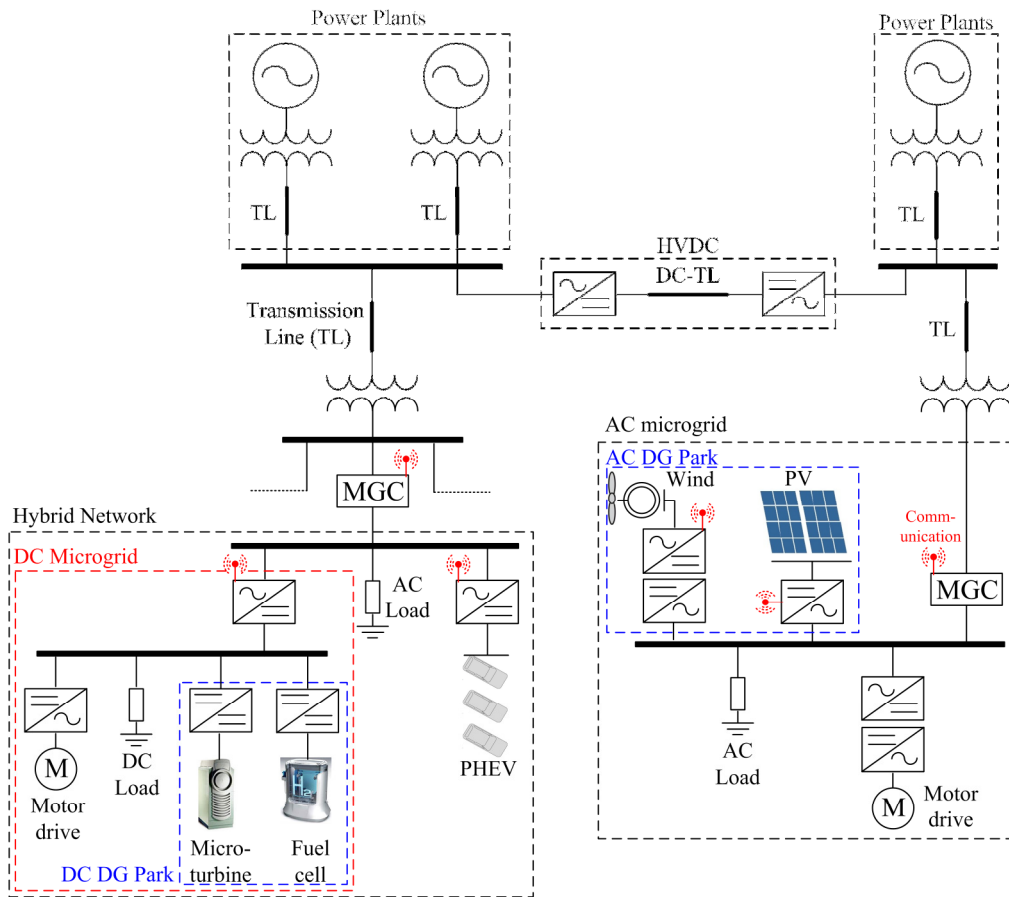 Power Plants
Power Plants
TL
TL
TL
HVDC
DC-TL
Transmission
Line (TL)
TL
AC microgrid
AC DG Park
Wind
PV
MGC
Comm-
unication
MGC
Hybrid Network
DC Microgrid
AC
Load
DC
Load
M
Motor
drive
H2
PHEV
AC
Load
M
Motor
drive
DC DG Park
Micro-
turbine
Fuel
cell